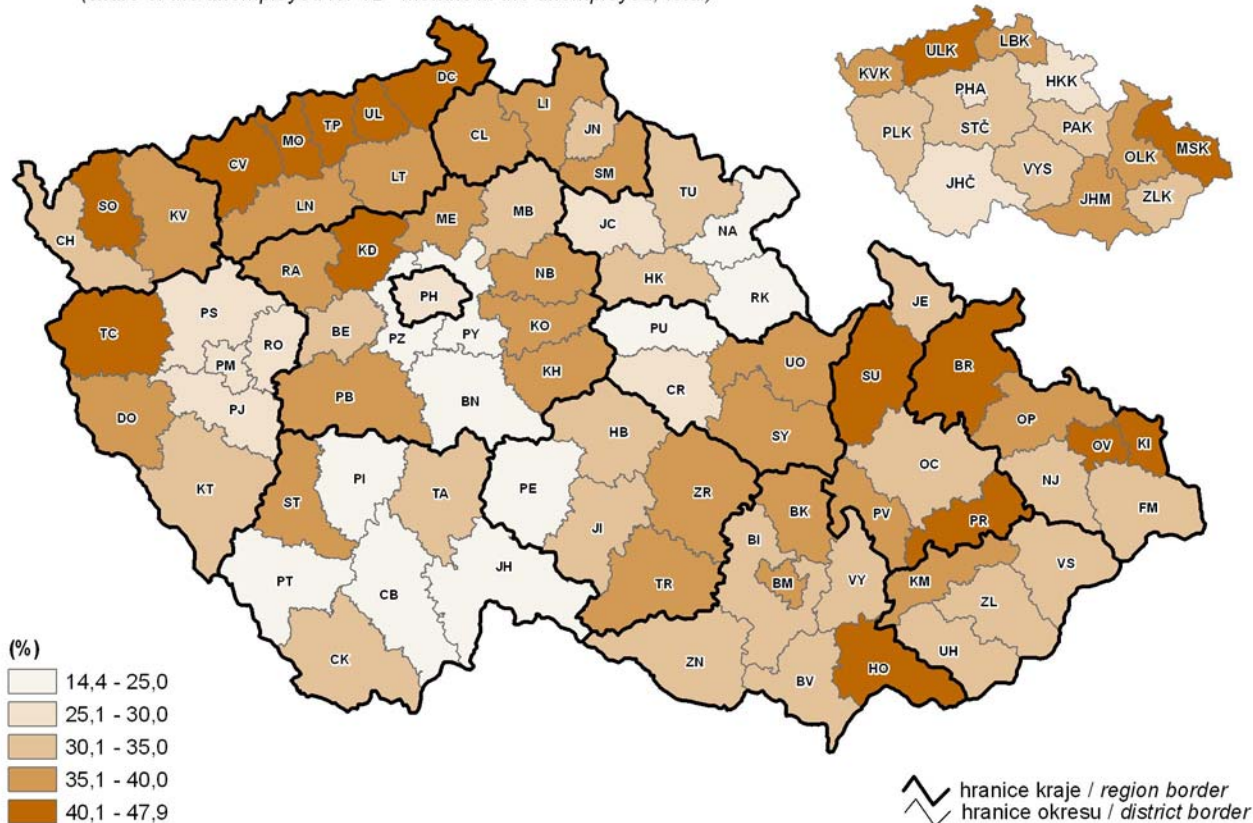 DC
UL
TP
MO
CV
LI
JN
CL
SM
LT
LN
SO
KV
CH
ME
MB
TU
JC
NA
KD
RA
NB
HK
RK
PH
TC
PS
RO
PM
PJ
BE
PZ
PY
KO
PU
JE
DO
PB
BN
KH
CR
UO
SU
BR
SY
OP
OV
KI
KT
ST
PI
TA
PE
HB
ZR
OC
NJ
FM
PT
CB
JH
JI
TR
BK
BI
BM
VY
PV
PR
KM
VS
ZL
CK
ZN
BV
HO
UH
KVK
ULK
LBK
HKK
PHA
PLK
STČ
PAK
MSK
OLK
VYS
JHČ
JHM
ZLK
(%)
14,4 - 25,0
25,1 - 30,0
30,1 - 35,0
35,1 - 40,0
40,1 - 47,9
hranice kraje / region border
hranice okresu / district border